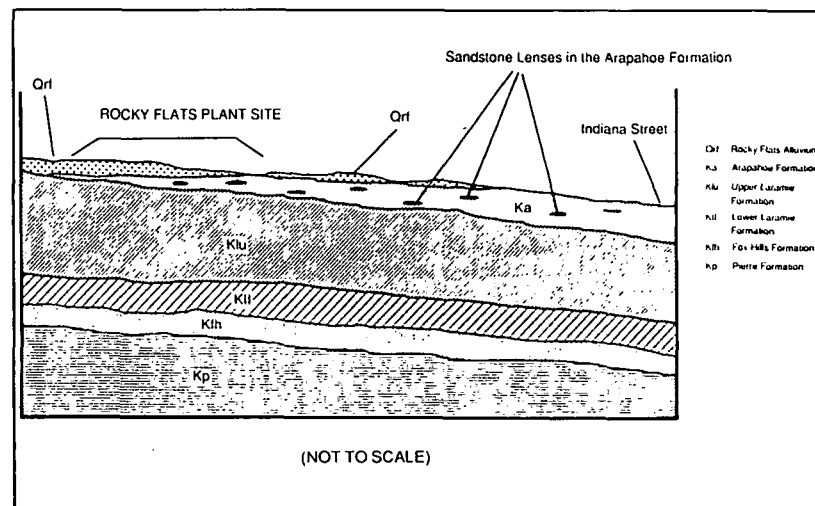 Sandstone Lenses in the Arapahoe Formation
Qrf
ROCKY FLATS PLANT SITE
Qrf
Indiana Street
Ka
Klu
Kll
Kfh
Kp
Qrf Rocky Flats Alluvium
Ka Arapahoe Formation
Klu Upper Laramie
Formation
Kll Lower Laramie
Formation
Kfh Fox Hills Formation
Kp Pierre Formation
(NOT TO SCALE)